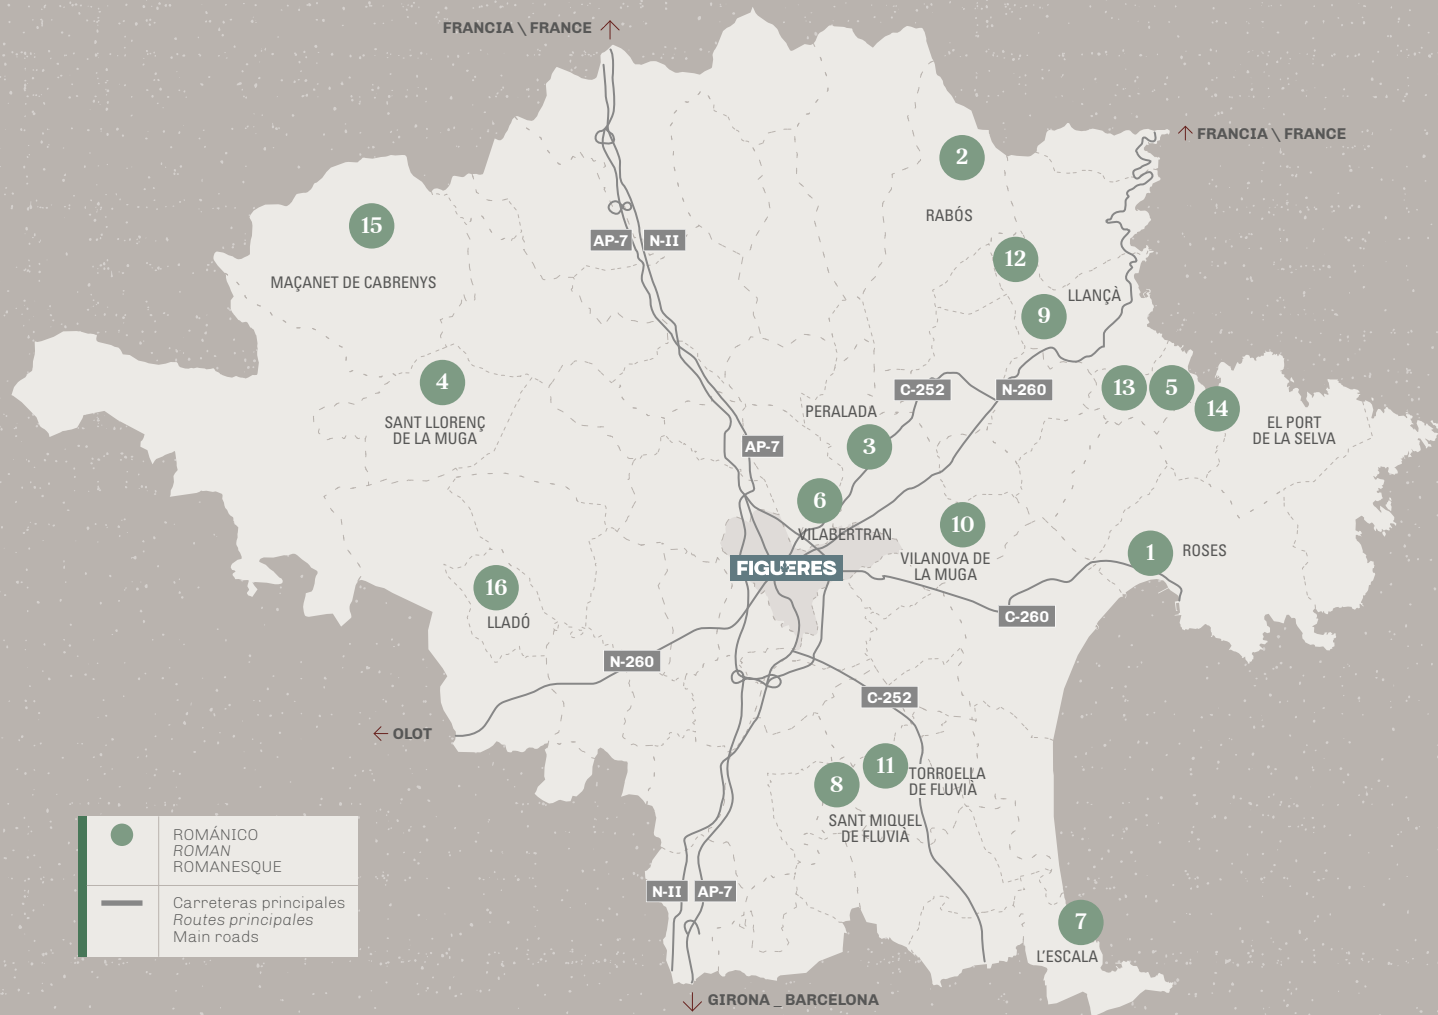 FRANCIA \ FRANCE
FRANCIA \ FRANCE
2
RABÓS
15
AP-7
N-II
12
MAÇANET DE CABRENYS
LLANÇÀ
9
4
C-252
N-260
13
5
14
PERALADA
SANT LLORENÇ
DE LA MUGA
EL PORT
DE LA SELVA
AP-7
3
6
10
VILABERTRAN
1
ROSES
FIGUERES
VILANOVA DE
LA MUGA
16
LLADÓ
C-260
N-260
C-252
OLOT
11
TORROELLA
DE FLUVIÀ
8
SANT MIQUEL
DE FLUVIÀ
ROMÁNICO
ROMAN
ROMANESQUE
Carreteras principales
Routes principales
Main roads
N-II
AP-7
7
L'ESCALA
GIRONA _ BARCELONA